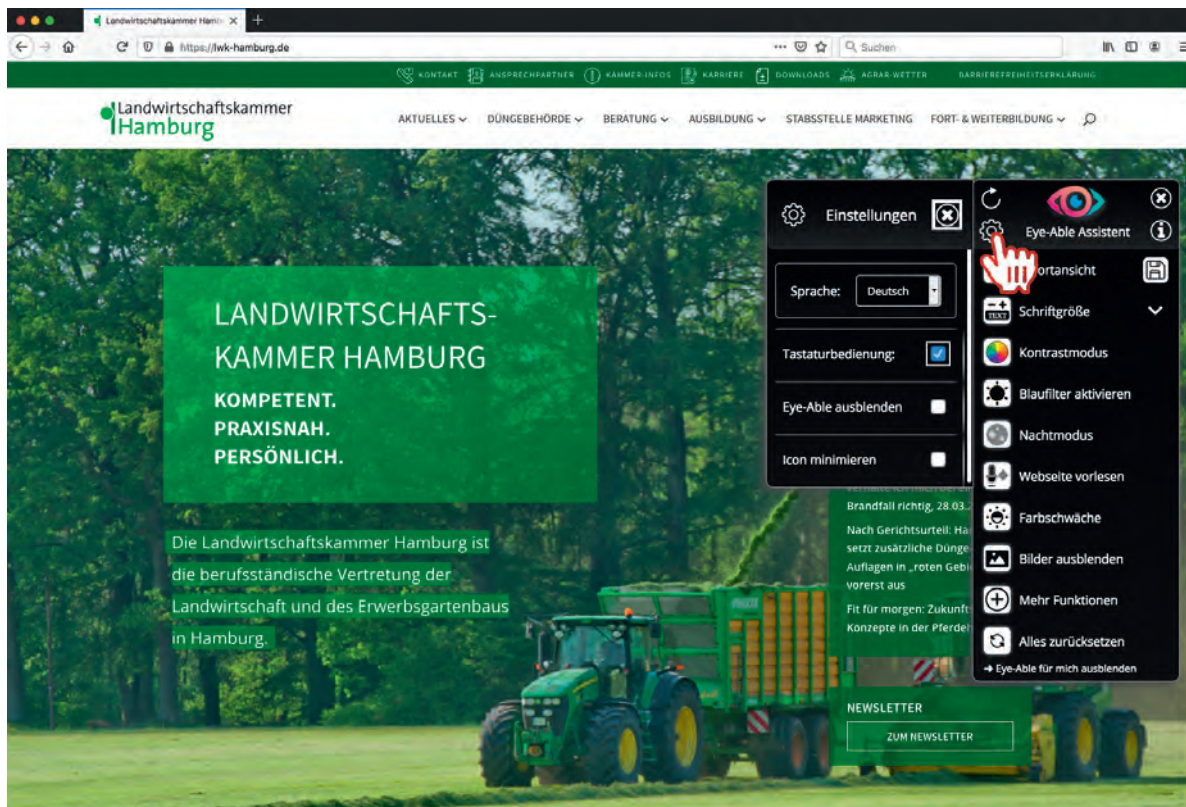 Landwirtschaftskammer Hamb
https://lwk-hamburg.de
Suchen
KONTAKT ANSPRECHPARTNER KAMMER-INFOS KARRIERE DOWNLOADS AGRAR-WETTER BARRIEREFREIHEITSERKLÄRUNG
Landwirtschaftskammer
Hamburg
AKTUELLES DÜNGEBEHÖRDE BERATUNG AUSBILDUNG STABSSTELLE MARKETING FORT- & WEITERBILDUNG
LANDWIRTSCHAFTS-
KAMMER HAMBURG
KOMPETENT.
PRAXISNAH.
PERSÖNLICH.
Die Landwirtschaftskammer Hamburg ist
die berufsständische Vertretung der
Landwirtschaft und des Erwerbsgartenbaus
in Hamburg.
Einstellungen
Sprache: Deutsch
Tastaturbedienung:
Eye-Able ausblenden
Icon minimieren
Eye-Able Assistent
ortansicht
Schriftgröße
TEXT
Kontrastmodus
Blaufilter aktivieren
Nachtmodus
Webseite vorlesen
Farbschwäche
Bilder ausblenden
Mehr Funktionen
Alles zurücksetzen
Eye-Able für mich ausblenden
Brandfall richtig, 28.03.2
Nach Gerichtsurteil: Ha
setzt zusätzliche Dünge-
Auflagen in „roten Gebi
vorerst aus
Fit für morgen: Zukunft
Konzepte in der Pferdeh
NEWSLETTER
ZUM NEWSLETTER